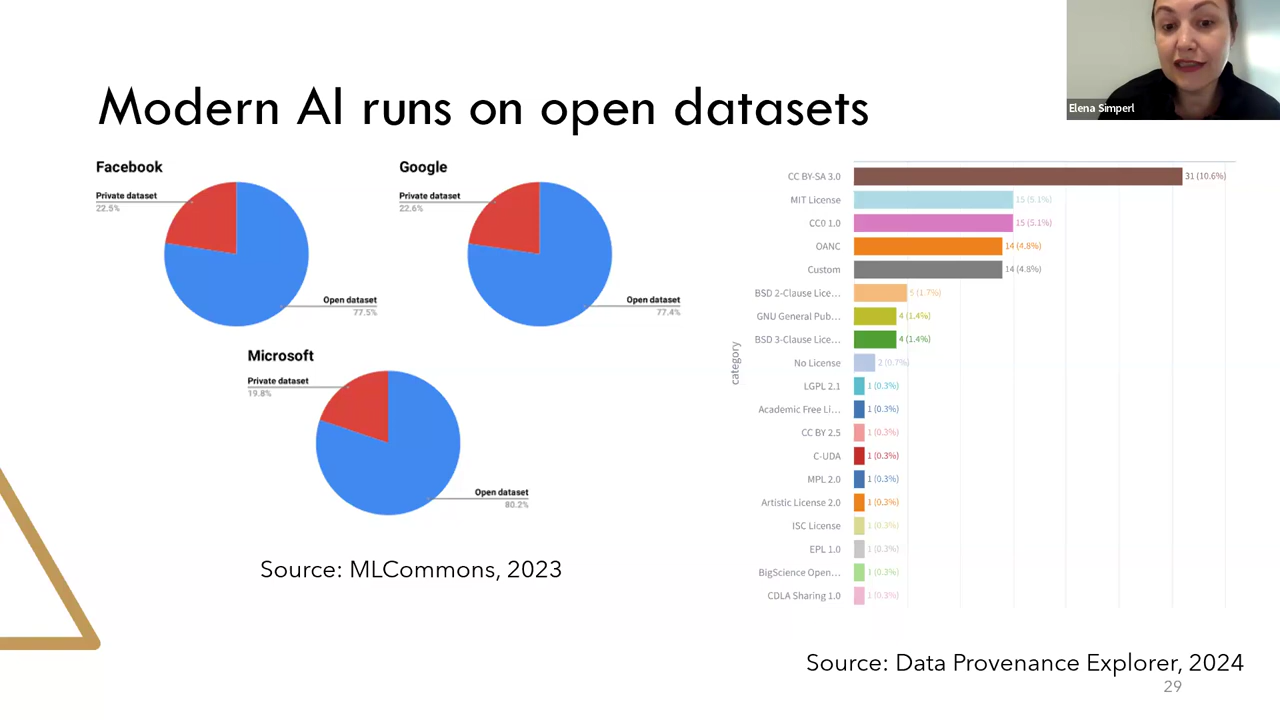 Elena Simperl
Modern AI runs on open datasets
Facebook
Private dataset
22.5%
Open dataset
77.5%
Google
Private dataset
22.6%
Open dataset
77.4%
Microsoft
Private dataset
19.8%
Open dataset
80.2%
Source: MLCommons, 2023
category
CC BY-SA 3.0 31 (10.6%)
MIT License 15 (5.1%)
CC0 1.0 15 (5.1%)
OANC 14 (4.8%)
Custom 14 (4.8%)
BSD 2-Clause Lice… 5 (1.7%)
GNU General Pub… 4 (1.4%)
BSD 3-Clause Lice… 4 (1.4%)
No License 2 (0.7%)
LGPL 2.1 1 (0.3%)
Academic Free Li… 1 (0.3%)
CC BY 2.5 1 (0.3%)
C-UDA 1 (0.3%)
MPL 2.0 1 (0.3%)
Artistic License 2.0 1 (0.3%)
ISC License 1 (0.3%)
EPL 1.0 1 (0.3%)
BigScience Open… 1 (0.3%)
CDLA Sharing 1.0 1 (0.3%)
Source: Data Provenance Explorer, 2024
29